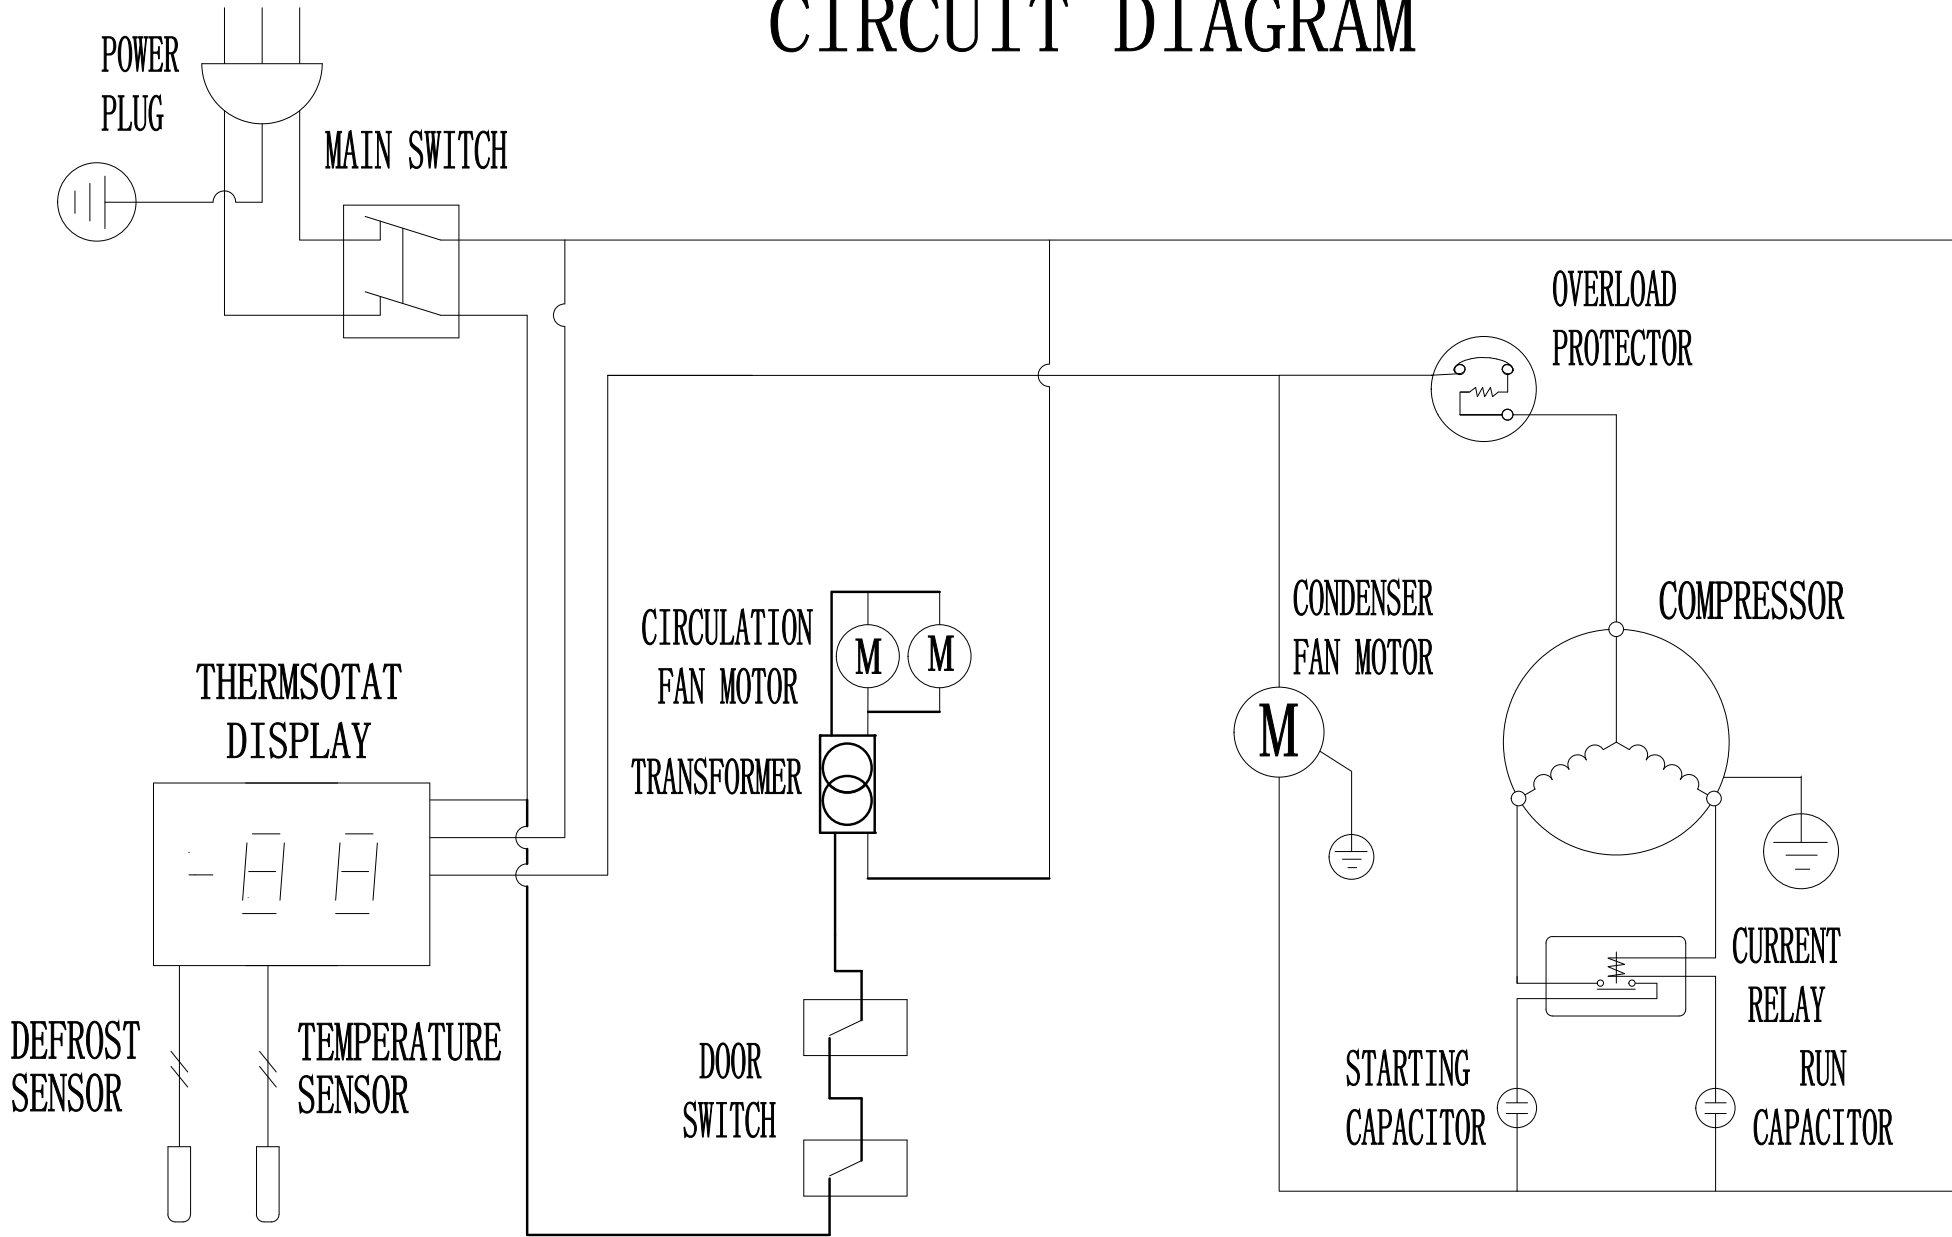 CIRCUIT DIAGRAM
POWER
PLUG
MAIN SWITCH
OVERLOAD
PROTECTOR
CIRCULATION
FAN MOTOR
M
M
CONDENSER
FAN MOTOR
M
COMPRESSOR
THERMSOTAT
DISPLAY
TRANSFORMER
-88
CURRENT
RELAY
DEFROST
SENSOR
TEMPERATURE
SENSOR
DOOR
SWITCH
STARTING
CAPACITOR
RUN
CAPACITOR